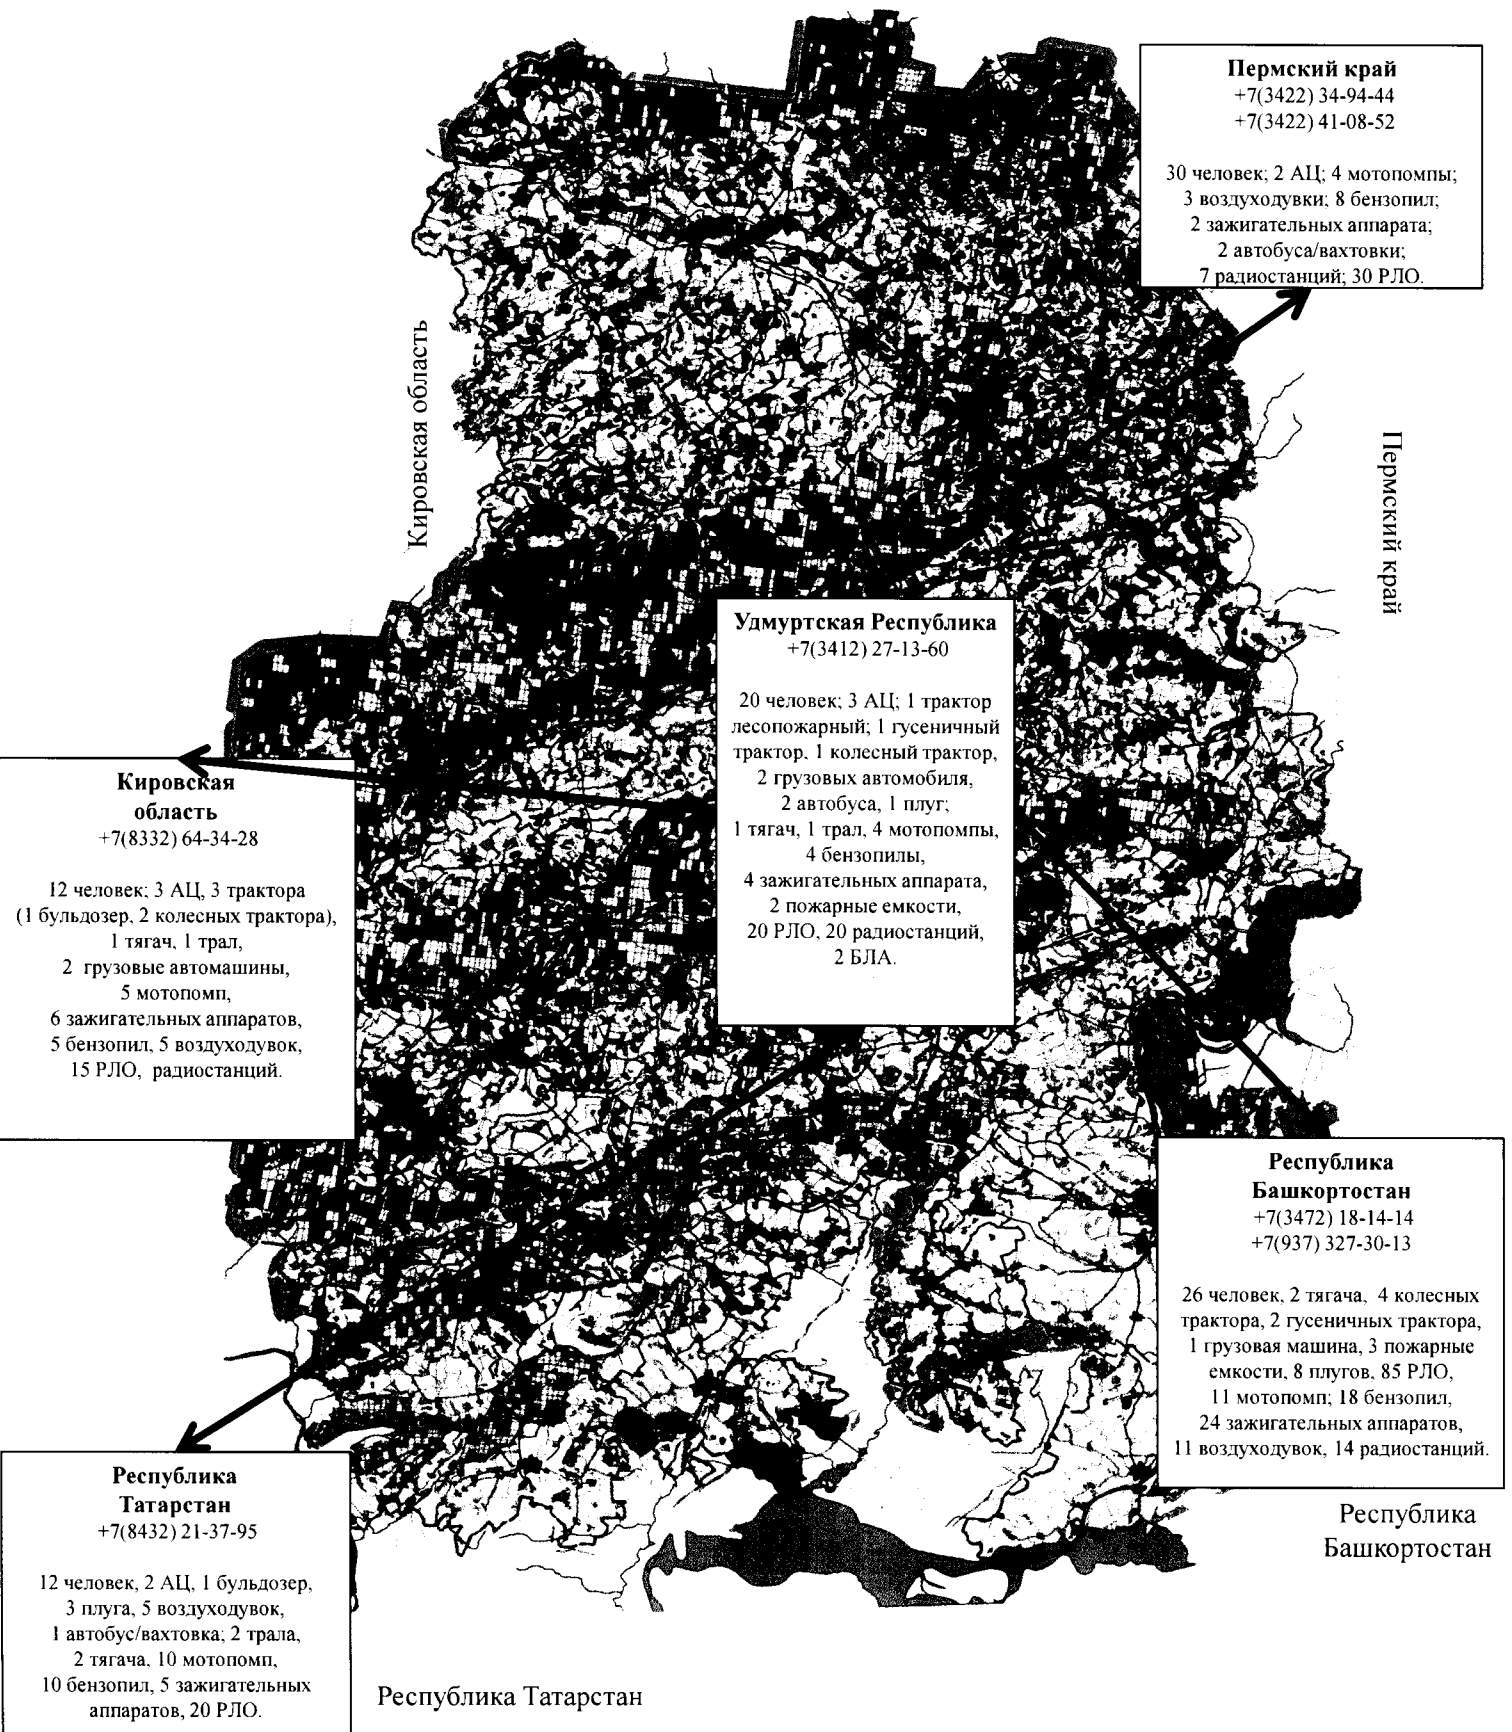 Пермский край
+7(3422) 34-94-44
+7(3422) 41-08-52
30 человек; 2 АЦ; 4 мотопомпы;
3 воздуходувки; 8 бензопил;
2 зажигательных аппарата;
2 автобуса/вахтовки;
7 радиостанций; 30 РЛО.
Кировская область
Пермский край
Удмуртская Республика
+7(3412) 27-13-60
20 человек; 3 АЦ; 1 трактор
лесопожарный; 1 гусеничный
трактор, 1 колесный трактор,
2 грузовых автомобиля,
2 автобуса, 1 плуг;
1 тягач, 1 трал, 4 мотопомпы,
4 бензопилы,
4 зажигательных аппарата,
2 пожарные емкости,
20 РЛО, 20 радиостанций,
2 БЛА.
Кировская
область
+7(8332) 64-34-28
12 человек; 3 АЦ, 3 трактора
(1 бульдозер, 2 колесных трактора),
1 тягач, 1 трал,
2 грузовые автомашины,
5 мотопомп,
6 зажигательных аппаратов,
5 бензопил, 5 воздуходувок,
15 РЛО, радиостанций.
Республика
Башкортостан
+7(3472) 18-14-14
+7(937) 327-30-13
26 человек, 2 тягача, 4 колесных
трактора, 2 гусеничных трактора,
1 грузовая машина, 3 пожарные
емкости, 8 плугов, 85 РЛО,
11 мотопомп; 18 бензопил,
24 зажигательных аппаратов,
11 воздуходувок, 14 радиостанций.
Республика
Башкортостан
Республика
Татарстан
+7(8432) 21-37-95
12 человек, 2 АЦ, 1 бульдозер,
3 плуга, 5 воздуходувок,
1 автобус/вахтовка; 2 трала,
2 тягача, 10 мотопомп,
10 бензопил, 5 зажигательных
аппаратов, 20 РЛО.
Республика Татарстан